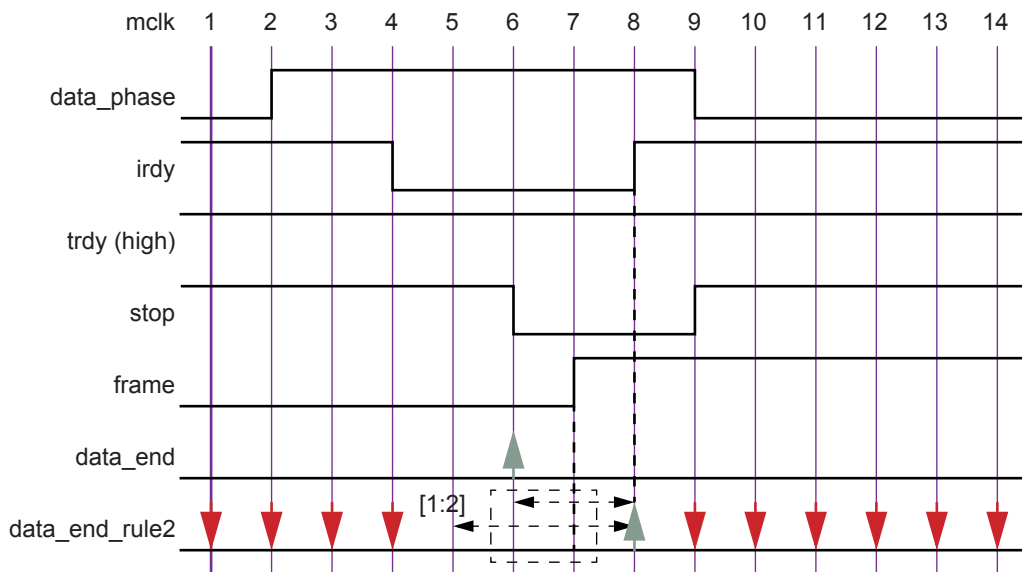 mclk 1 2 3 4 5 6 7 8 9 10 11 12 13 14
data_phase
irdy
trdy (high)
stop
frame
data_end
[1:2]
data_end_rule2